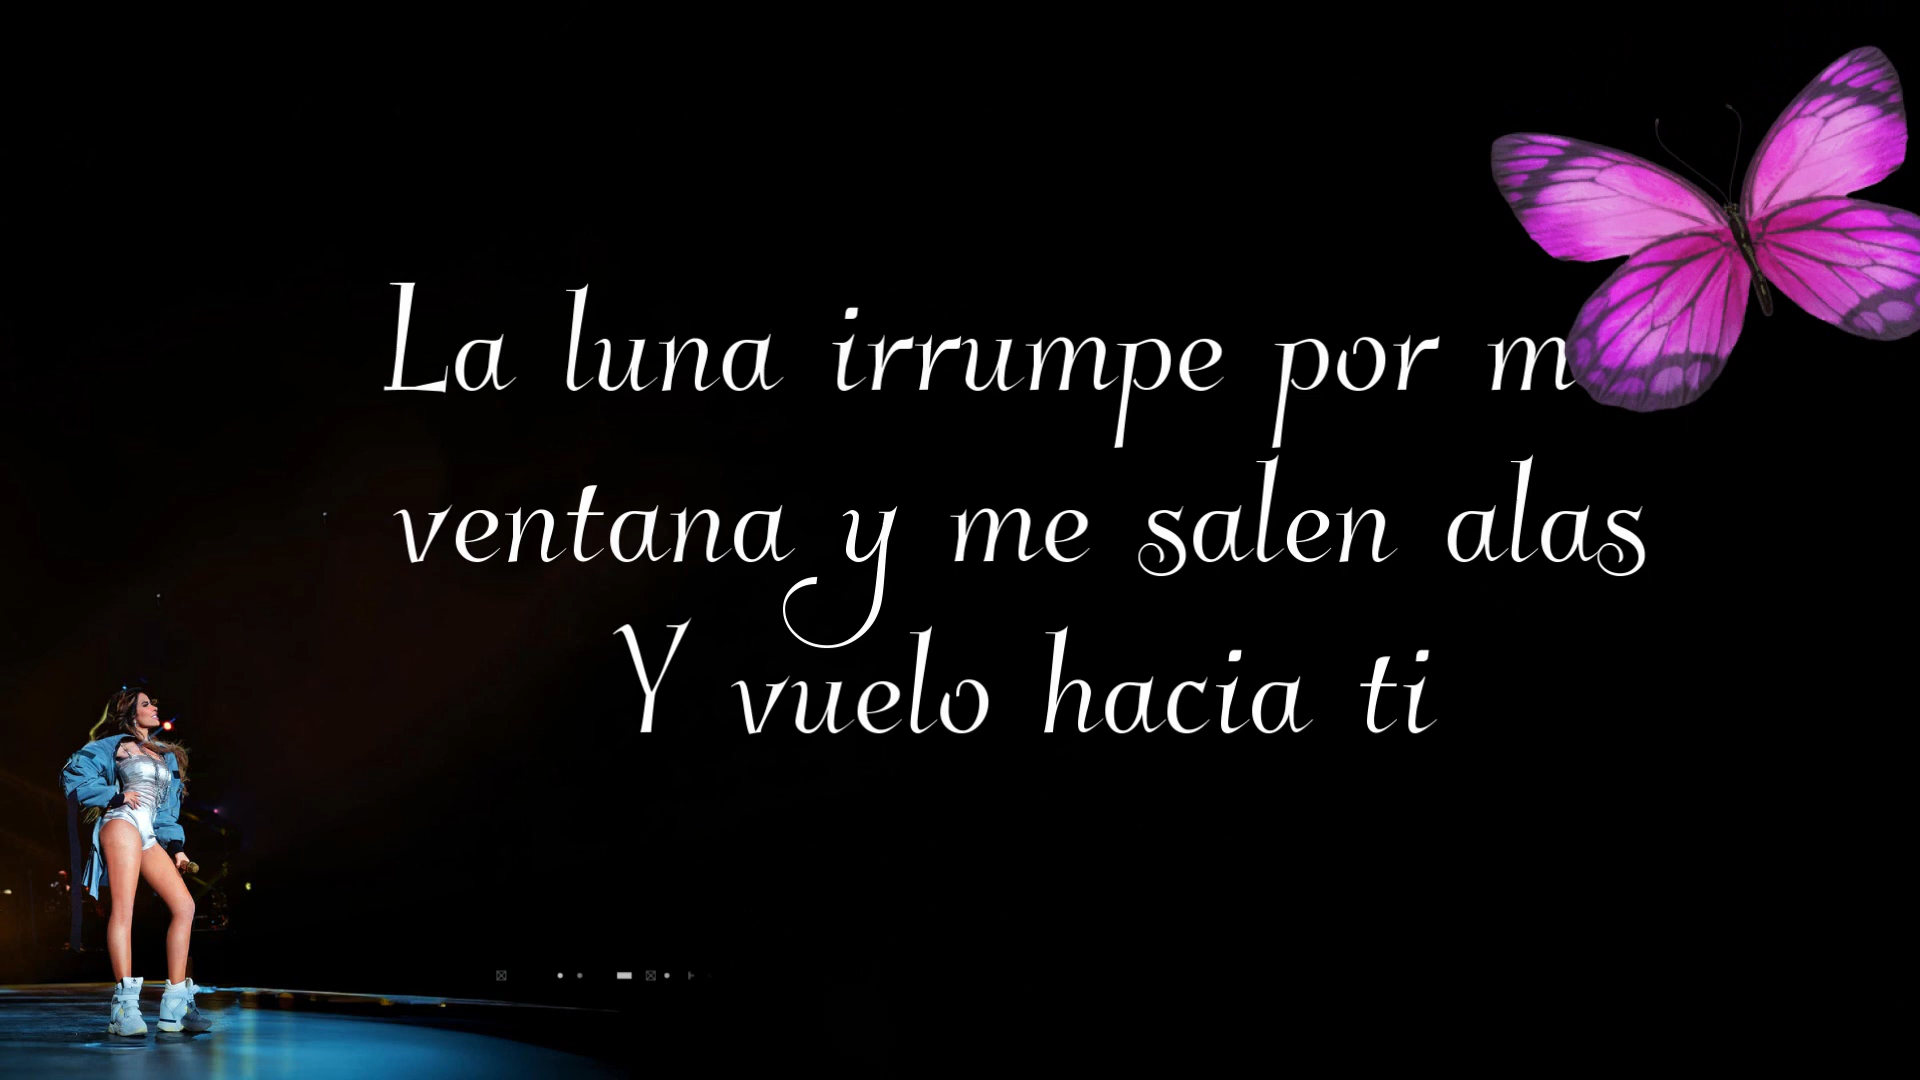 La luna irrumpe por m
ventana y me salen alas
Y vuelo hacia ti